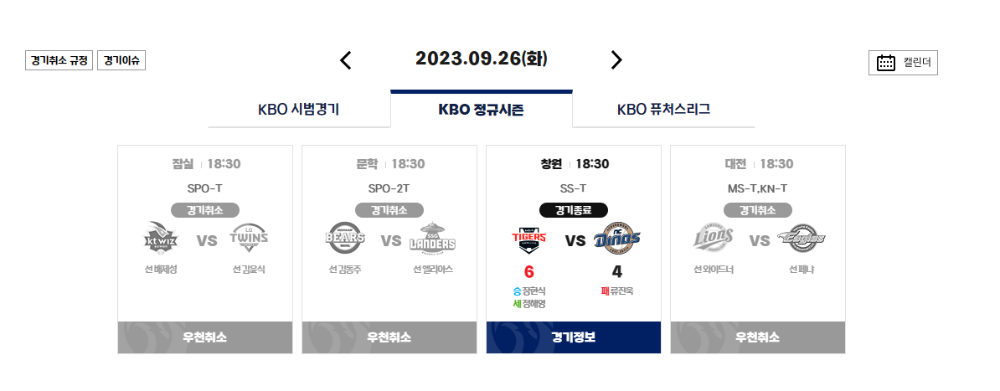 경기취소 규정 경기이슈
2023.09.26(화)
캘린더
KBO 시범경기
KBO 정규시즌
KBO 퓨처스리그
잠실 18:30
SPO-T
경기취소
kt wiz VS LG TWINS
선 배제성 선 김윤식
우천취소
문학 18:30
SPO-2T
경기취소
BEARS VS SSG LANDERS
선 김동주 선 엘리아스
우천취소
창원 18:30
SS-T
경기종료
TIGERS VS NC DINOS
6 4
승 장현식 패 류진욱
세 정해영
경기정보
대전 18:30
MS-T,KN-T
경기취소
Lions VS Eagles
선 와이드너 선 페냐
우천취소